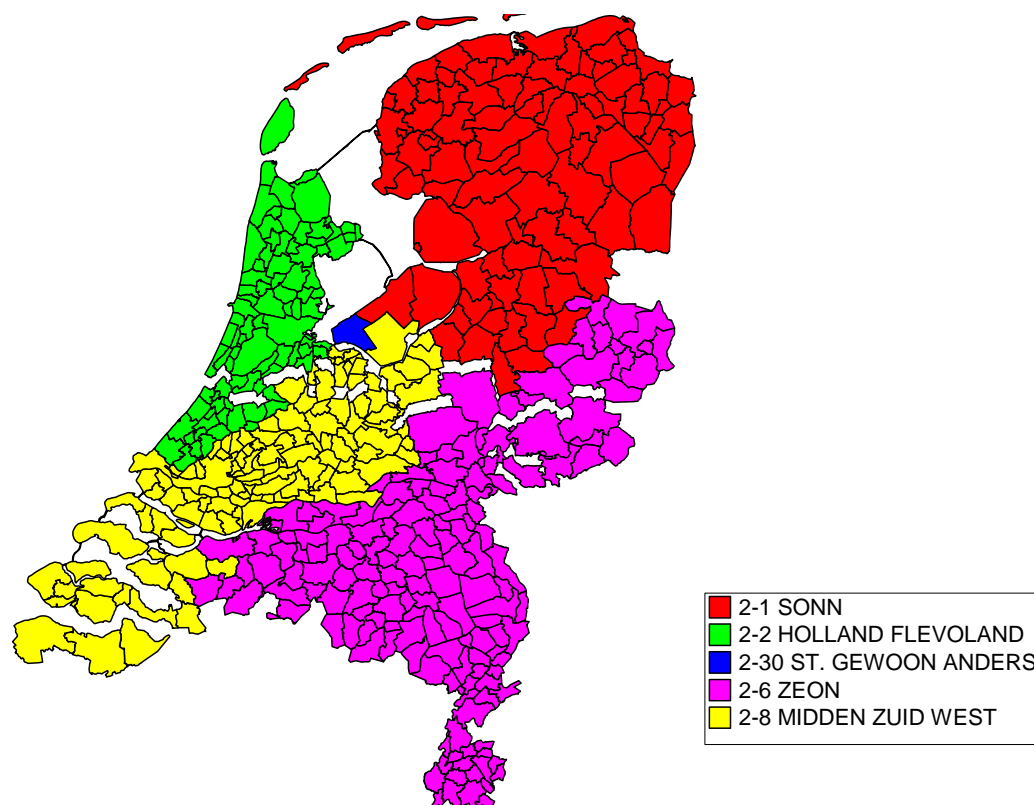 2-1 SONN
2-2 HOLLAND FLEVOLAND
2-30 ST. GEWOON ANDERS
2-6 ZEON
2-8 MIDDEN ZUID WEST